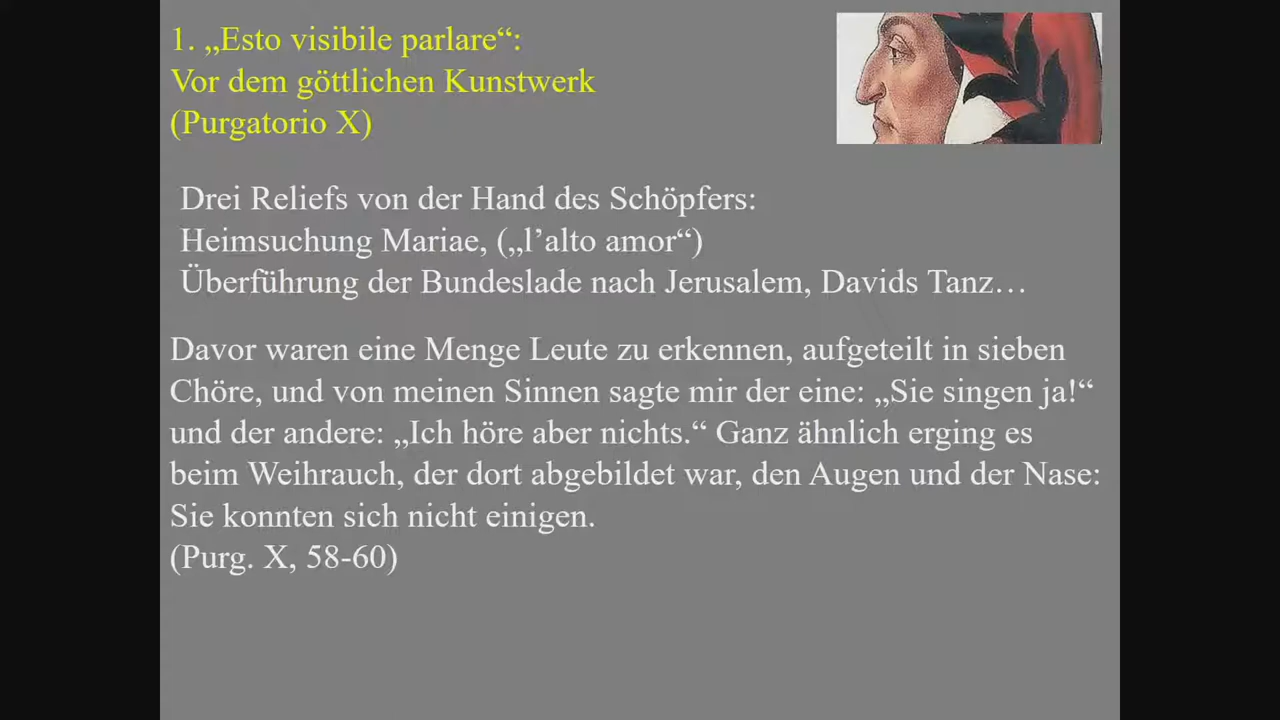 1. „Esto visibile parlare“:
Vor dem göttlichen Kunstwerk
(Purgatorio X)
Drei Reliefs von der Hand des Schöpfers:
Heimsuchung Mariae, („l’alto amor“)
Überführung der Bundeslade nach Jerusalem, Davids Tanz…
Davor waren eine Menge Leute zu erkennen, aufgeteilt in sieben
Chöre, und von meinen Sinnen sagte mir der eine: „Sie singen ja!“
und der andere: „Ich höre aber nichts.“ Ganz ähnlich erging es
beim Weihrauch, der dort abgebildet war, den Augen und der Nase:
Sie konnten sich nicht einigen.
(Purg. X, 58-60)